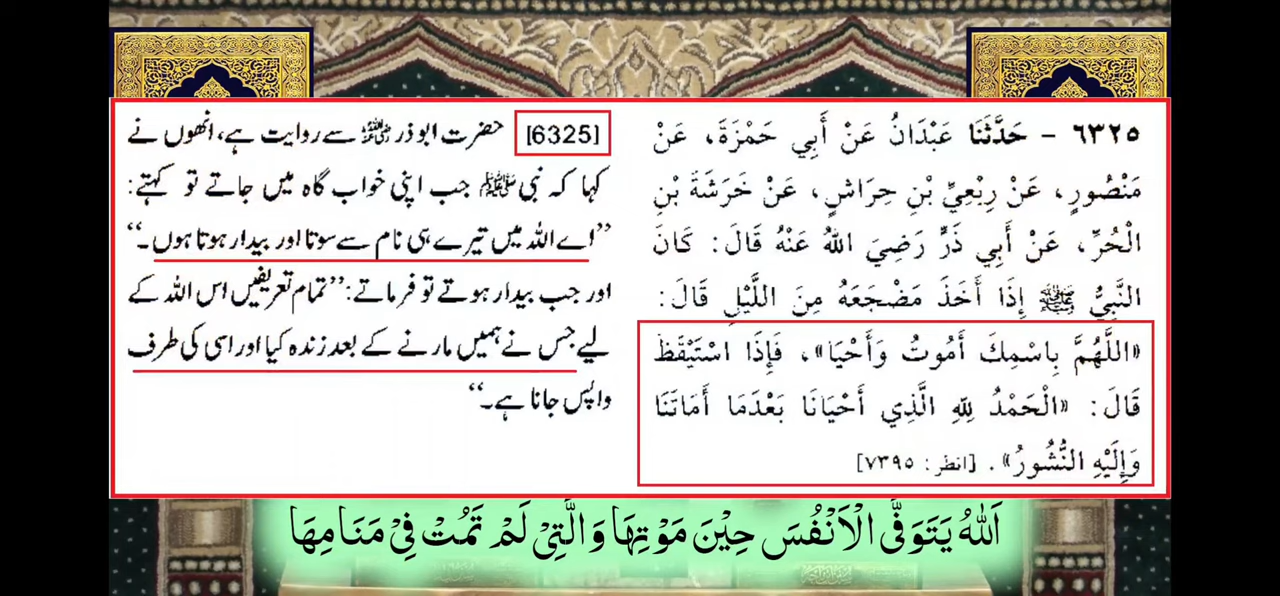 ٦٣٢٥ - حَدَّثَنَا عَبْدَانُ عَنْ أَبِي حَمْزَةَ، عَنْ
مَنْصُورٍ، عَنْ رِبْعِيِّ بْنِ حِرَاشٍ، عَنْ خَرَشَةَ بْنِ
الْحُرِّ، عَنْ أَبِي ذَرٍّ رَضِيَ اللهُ عَنْهُ قَالَ: كَانَ
النَّبِيُّ ﷺ إِذَا أَخَذَ مَضْجَعَهُ مِنَ اللَّيْلِ قَالَ:
«اللَّهُمَّ بِاسْمِكَ أَمُوتُ وَأَحْيَا»، فَإِذَا اسْتَيْقَظَ
قَالَ: «الْحَمْدُ لِلهِ الَّذِي أَحْيَانَا بَعْدَمَا أَمَاتَنَا
وَإِلَيْهِ النُّشُورُ». [انظر: ٧٣٩٥]
[6325] حضرت ابوذر ؓ سے روایت ہے، انھوں نے
کہا کہ نبی ﷺ جب اپنی خواب گاہ میں جاتے تو کہتے:
”اے اللہ میں تیرے ہی نام سے سوتا اور بیدار ہوتا ہوں۔“
اور جب بیدار ہوتے تو فرماتے: ”تمام تعریفیں اس اللہ کے
لیے جس نے ہمیں مارنے کے بعد زندہ کیا اور اسی کی طرف
واپس جانا ہے۔“
اَللّٰهُ يَتَوَفَّى الْاَنْفُسَ حِيْنَ مَوْتِهَا وَالَّتِيْ لَمْ تَمُتْ فِيْ مَنَامِهَا